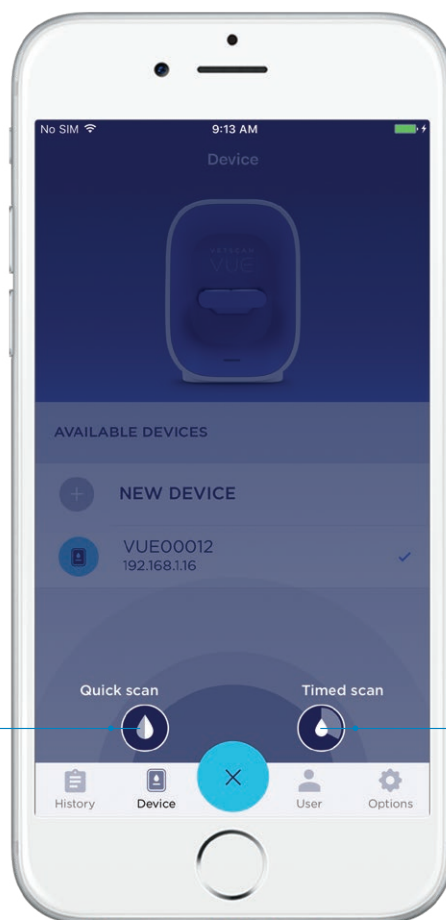 No SIM 9:13 AM
Device
VETSCAN
VUE
AVAILABLE DEVICES
NEW DEVICE
VUE00012
192.168.1.16
Quick scan Timed scan
History Device User Options